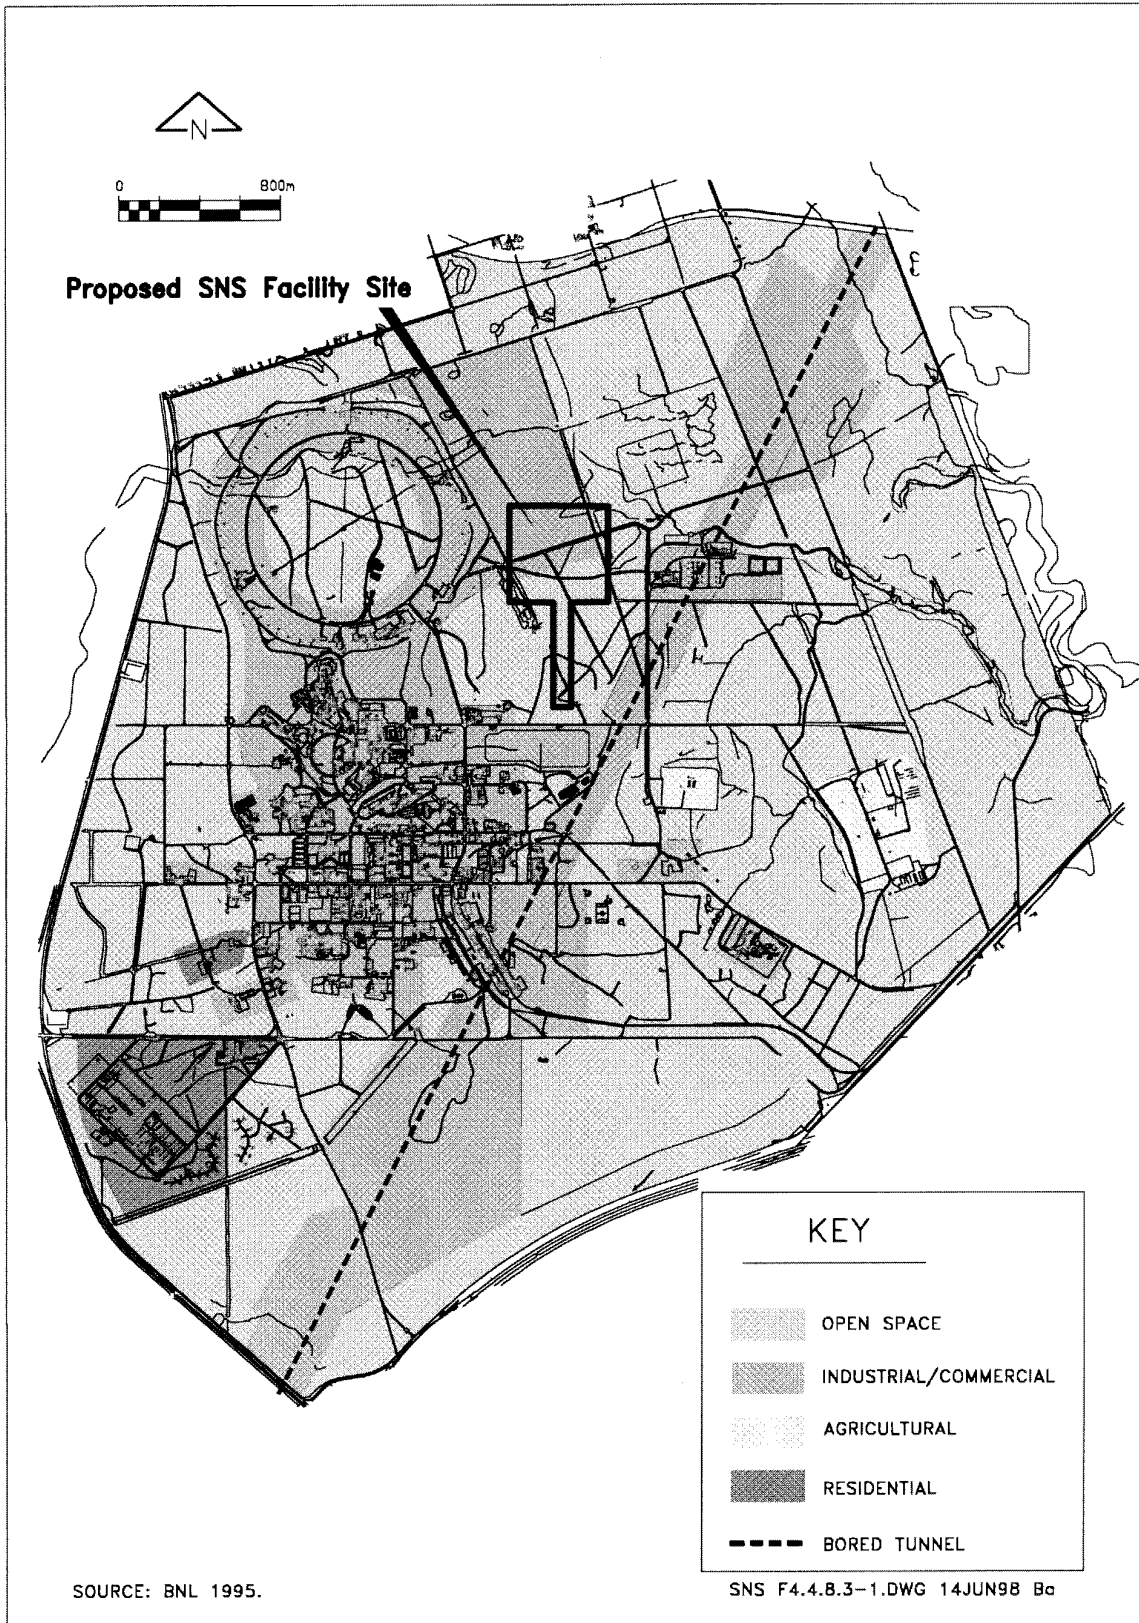 N
0 800m
Proposed SNS Facility Site
KEY
OPEN SPACE
INDUSTRIAL/COMMERCIAL
AGRICULTURAL
RESIDENTIAL
BORED TUNNEL
SOURCE: BNL 1995.
SNS F4.4.8.3-1.DWG 14JUN98 Ba